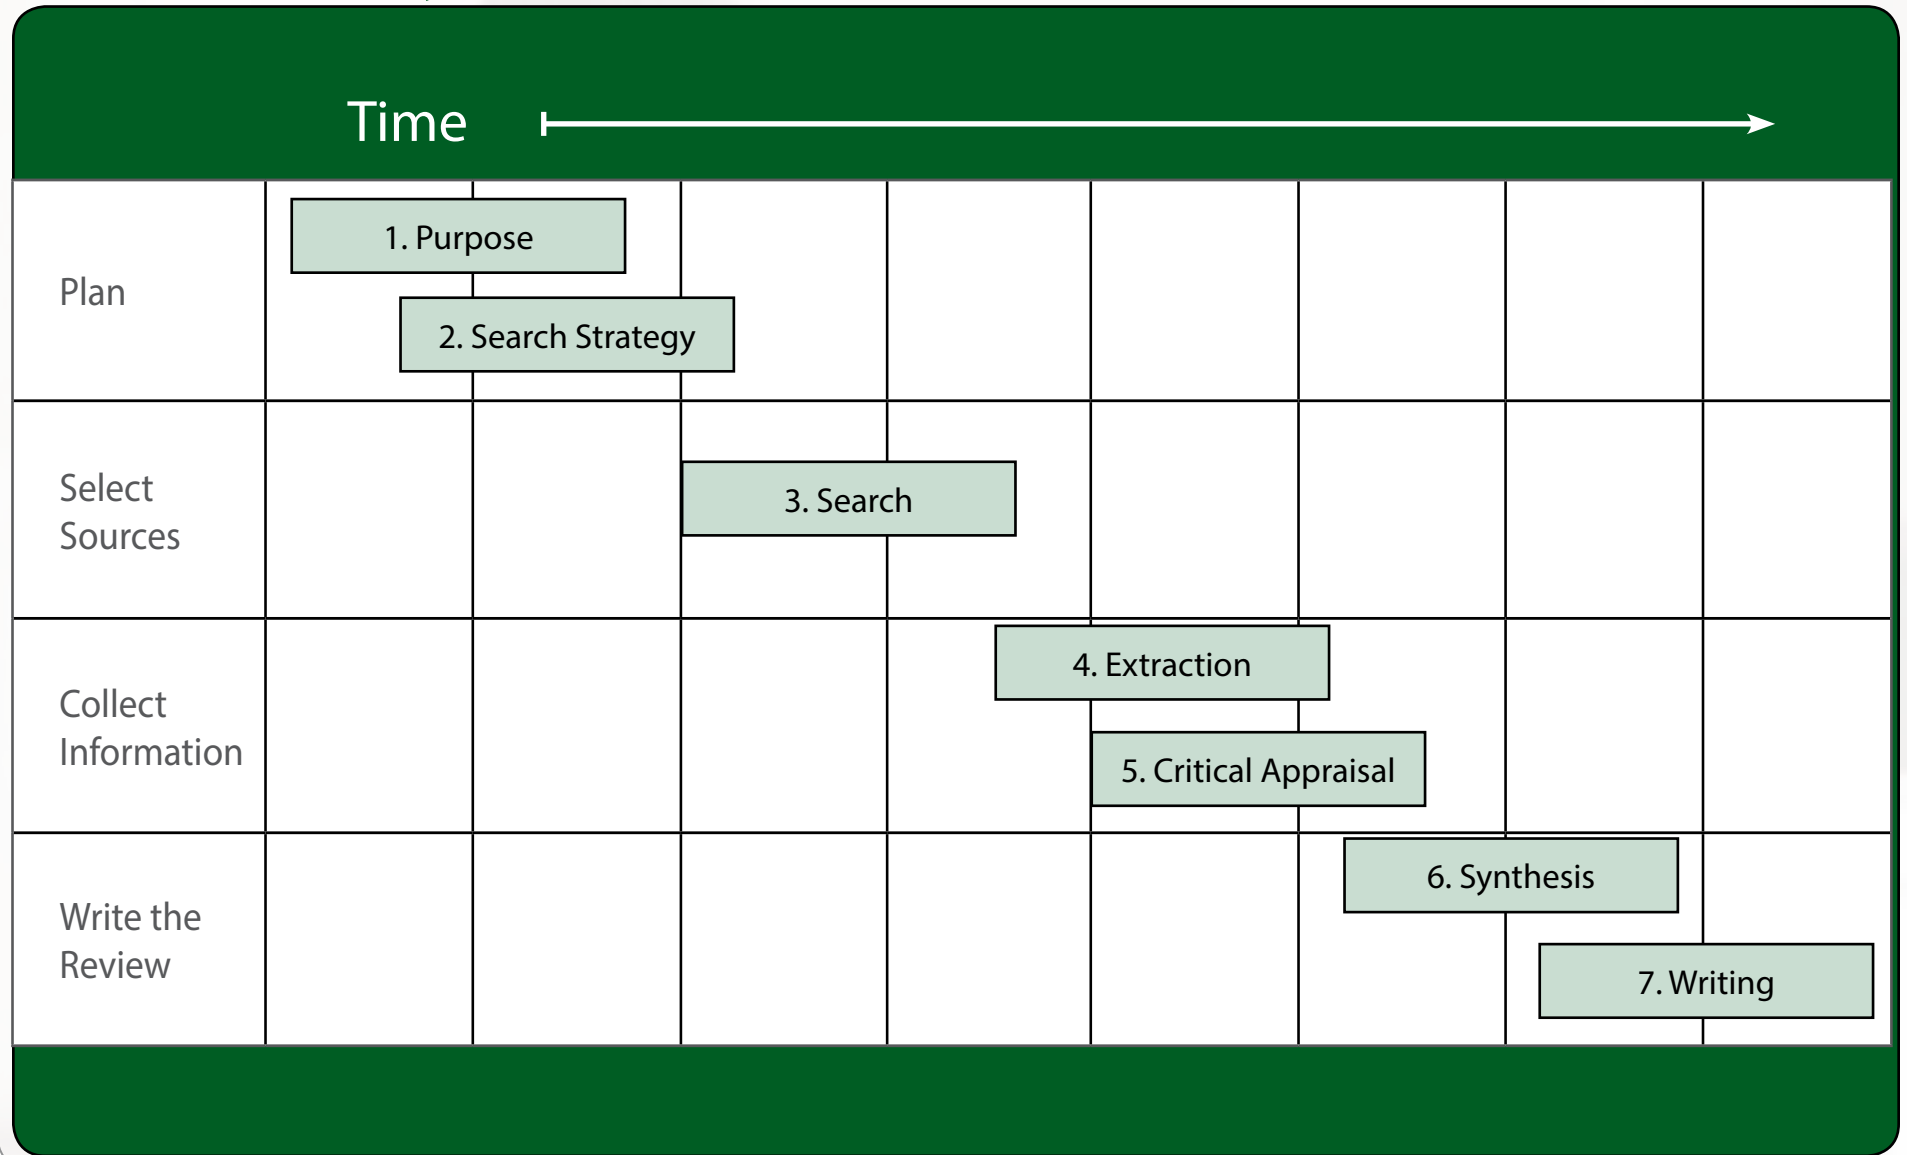 Time
Plan
1. Purpose
2. Search Strategy
Select
Sources
3. Search
Collect
Information
4. Extraction
5. Critical Appraisal
Write the
Review
6. Synthesis
7. Writing